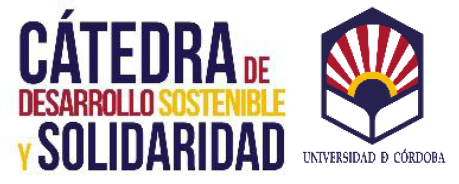 CÁTEDRA DE
DESARROLLO SOSTENIBLE
Y SOLIDARIDAD
UNIVERSIDAD Đ CÓRDOBA